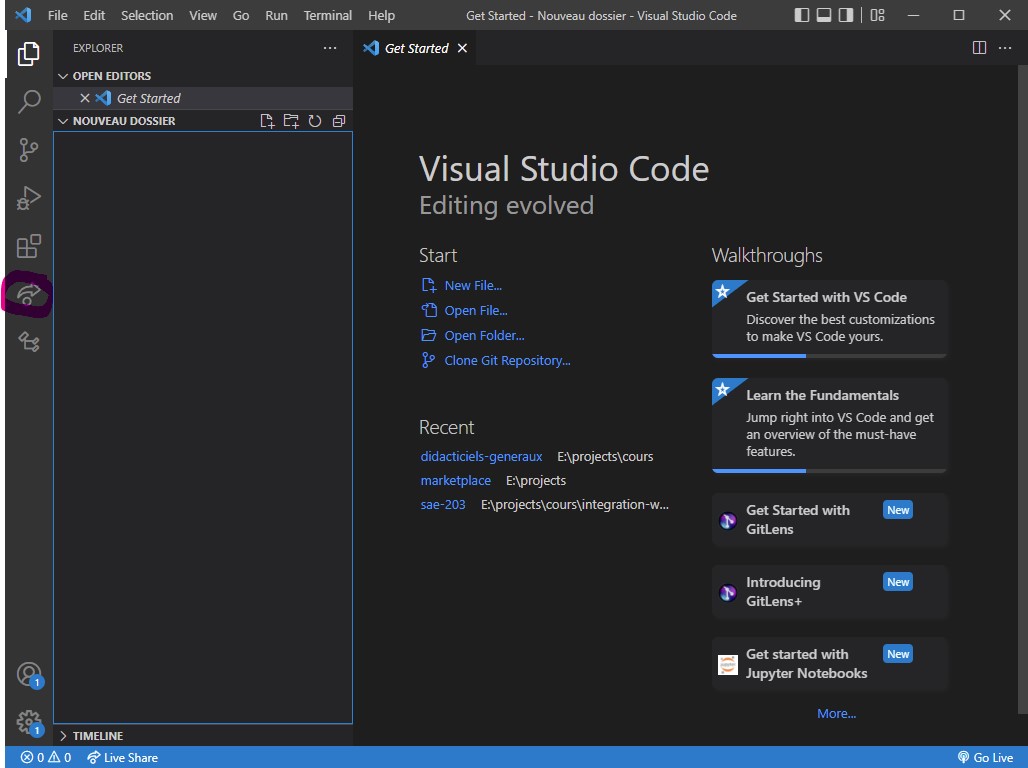 File Edit Selection View Go Run Terminal Help Get Started - Nouveau dossier - Visual Studio Code
EXPLORER
Get Started
OPEN EDITORS
Get Started
NOUVEAU DOSSIER
Visual Studio Code
Editing evolved
Start
New File...
Open File...
Open Folder...
Clone Git Repository...
Recent
didacticiels-generaux E:\projects\cours
marketplace E:\projects
sae-203 E:\projects\cours\integration-w...
Walkthroughs
Get Started with VS Code
Discover the best customizations
to make VS Code yours.
Learn the Fundamentals
Jump right into VS Code and get
an overview of the must-have
features.
Get Started with New
GitLens
Introducing New
GitLens+
Get started with New
Jupyter Notebooks
More...
1
1
TIMELINE
0 0 Live Share Go Live